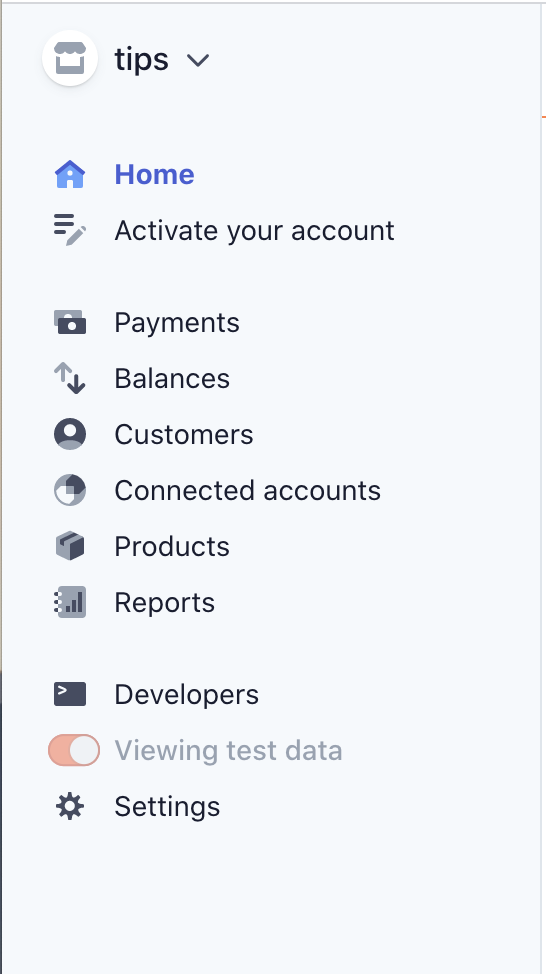 tips
Home
Activate your account
Payments
Balances
Customers
Connected accounts
Products
Reports
Developers
Viewing test data
Settings